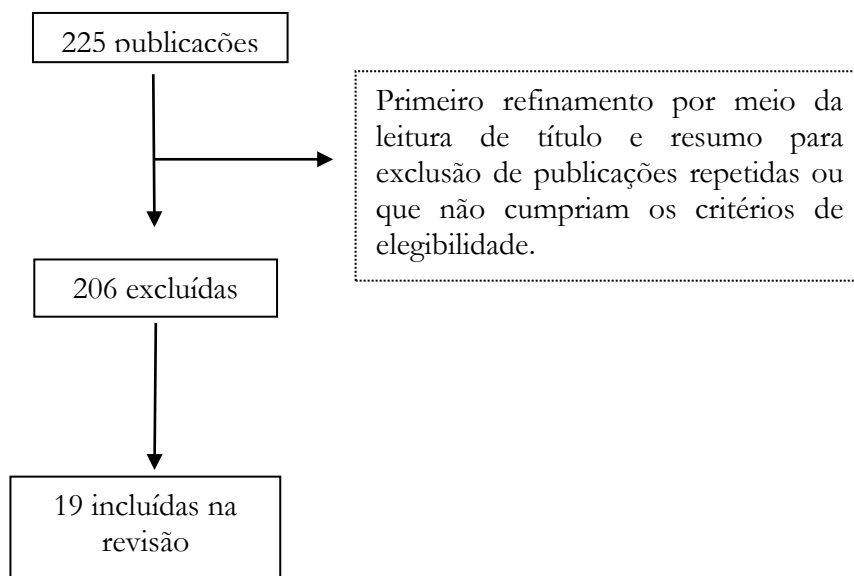 225 publicações
Primeiro refinamento por meio da
leitura de título e resumo para
exclusão de publicações repetidas ou
que não cumpriam os critérios de
elegibilidade.
206 excluídas
19 incluídas na
revisão